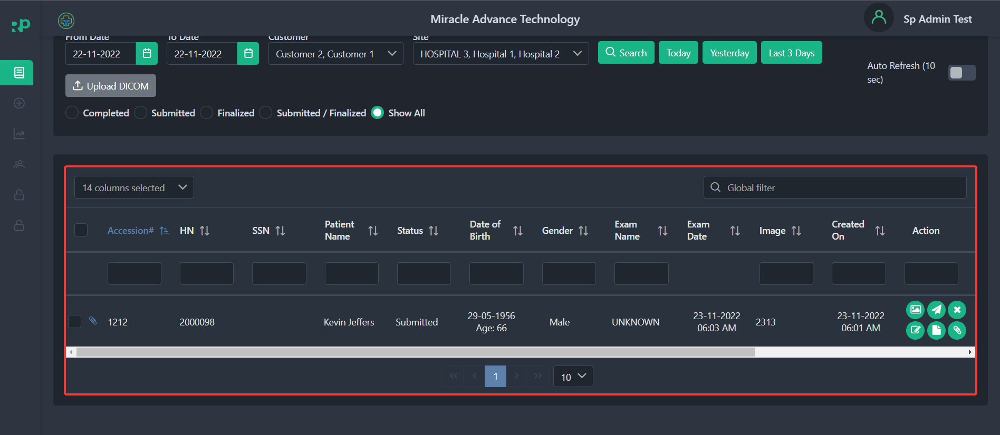 Miracle Advance Technology
Sp Admin Test
From Date
To Date
Customer
Site
22-11-2022
22-11-2022
Customer 2, Customer 1
HOSPITAL 3, Hospital 1, Hospital 2
Search
Today
Yesterday
Last 3 Days
Auto Refresh (10
sec)
Upload DICOM
Completed
Submitted
Finalized
Submitted / Finalized
Show All
14 columns selected
Global filter
Accession#
HN
SSN
Patient
Name
Status
Date of
Birth
Gender
Exam
Name
Exam
Date
Image
Created
On
Action
1212
2000098
Kevin Jeffers
Submitted
29-05-1956
Age: 66
Male
UNKNOWN
23-11-2022
06:03 AM
2313
23-11-2022
06:01 AM
1
10